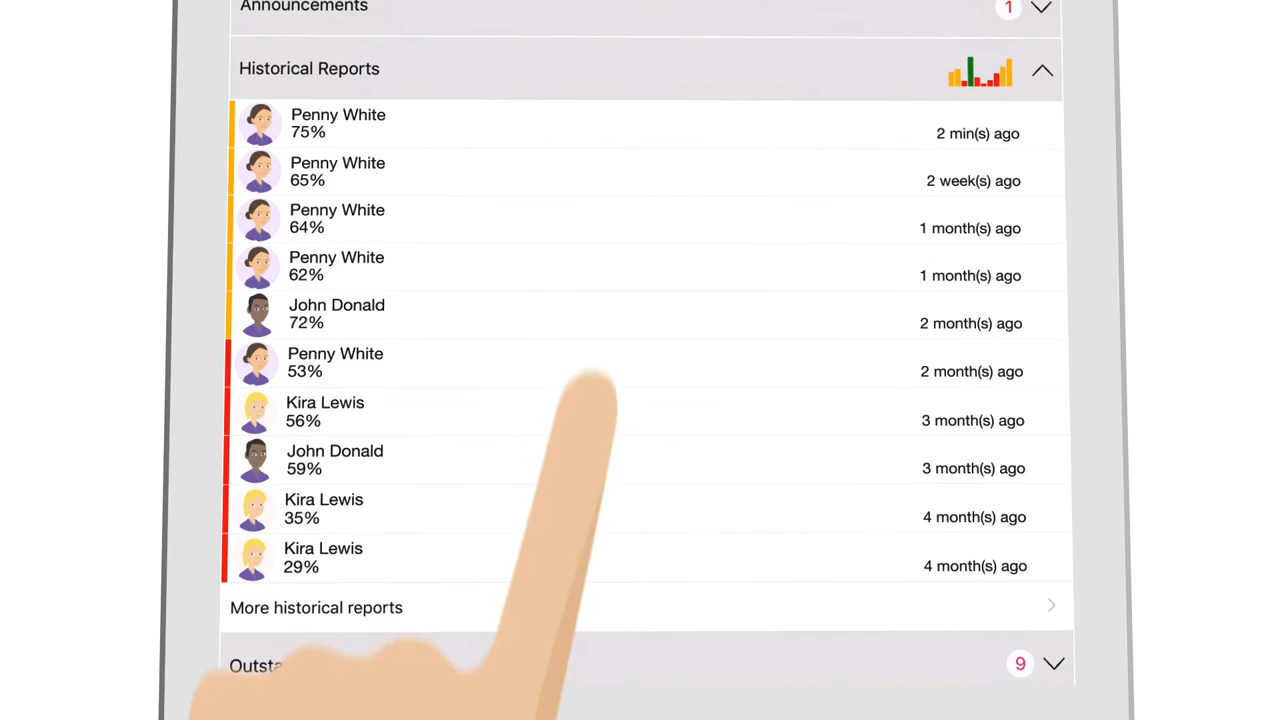 Announcements 1
Historical Reports
Penny White
75% 2 min(s) ago
Penny White
65% 2 week(s) ago
Penny White
64% 1 month(s) ago
Penny White
62% 1 month(s) ago
John Donald
72% 2 month(s) ago
Penny White
53% 2 month(s) ago
Kira Lewis
56% 3 month(s) ago
John Donald
59% 3 month(s) ago
Kira Lewis
35% 4 month(s) ago
Kira Lewis
29% 4 month(s) ago
More historical reports
9